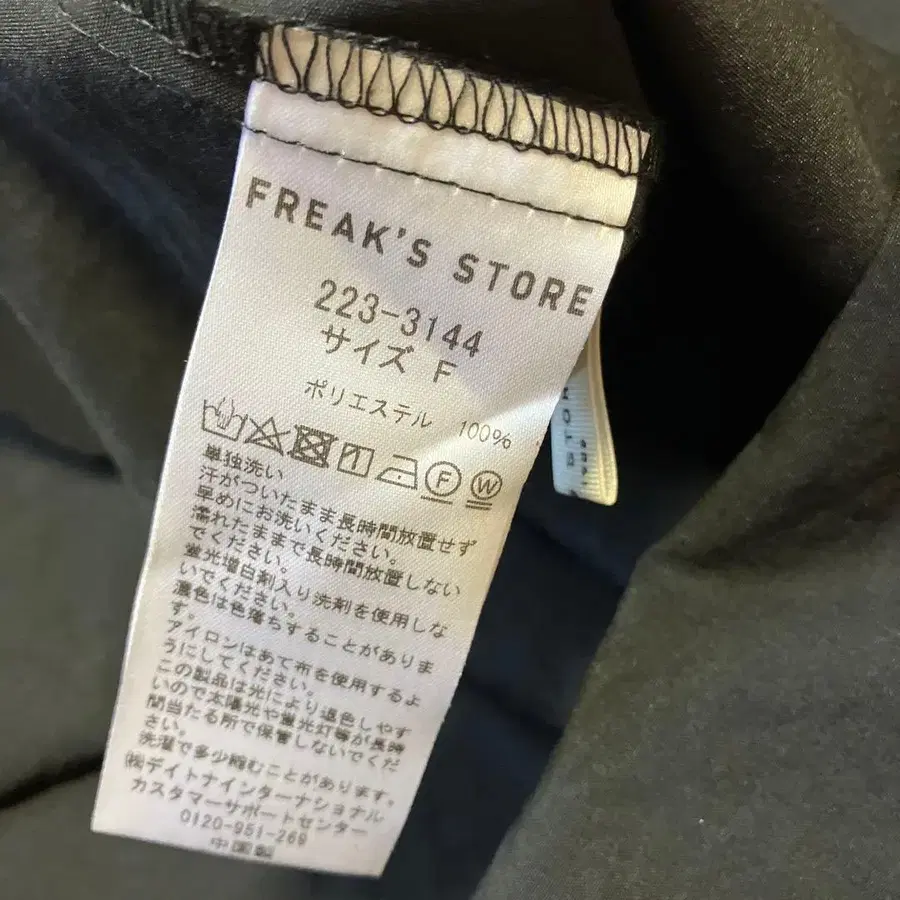 FREAK'S STORE
223-3144
サイズ F
ポリエステル 100%
F W
単独洗い
汗がついたまま長時間放置せず
早めにお洗いください。
濡れたままで長時間放置しない
でください。
蛍光増白剤入り洗剤を使用しな
いでください。
濃色は色落ちすることがありま
す。
アイロンはあて布を使用するよ
うにしてください。
この製品は光により退色しやす
いので太陽光や蛍光灯等が長時
間当たる所で保管しないでくだ
さい。
洗濯で多少縮むことがあります。
㈱デイトナインターナショナル
カスタマーサポートセンター
0120-951-269
中国製